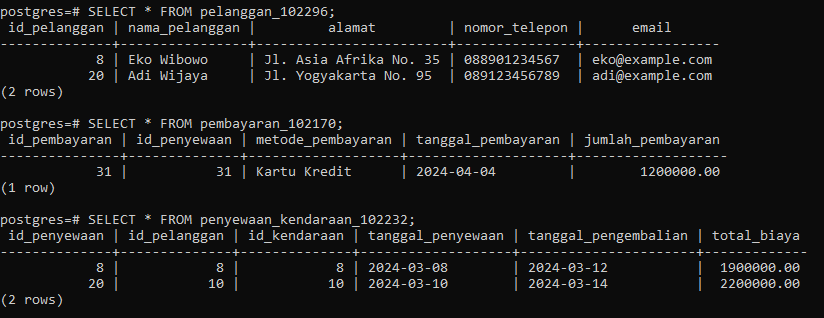 postgres=# SELECT * FROM pelanggan_102296;
 id_pelanggan | nama_pelanggan |         alamat          | nomor_telepon |      email
--------------+----------------+-------------------------+---------------+-----------------
            8 | Eko Wibowo     | Jl. Asia Afrika No. 35 | 088901234567  | eko@example.com
           20 | Adi Wijaya     | Jl. Yogyakarta No. 95  | 089123456789  | adi@example.com
(2 rows)
postgres=# SELECT * FROM pembayaran_102170;
 id_pembayaran | id_penyewaan | metode_pembayaran | tanggal_pembayaran | jumlah_pembayaran
---------------+--------------+-------------------+--------------------+-------------------
            31 |           31 | Kartu Kredit      | 2024-04-04         |        1200000.00
(1 row)
postgres=# SELECT * FROM penyewaan_kendaraan_102232;
 id_penyewaan | id_pelanggan | id_kendaraan | tanggal_penyewaan | tanggal_pengembalian | total_biaya
--------------+--------------+--------------+-------------------+----------------------+-------------
            8 |            8 |            8 | 2024-03-08        | 2024-03-12           |  1900000.00
           20 |           10 |           10 | 2024-03-10        | 2024-03-14           |  2200000.00
(2 rows)